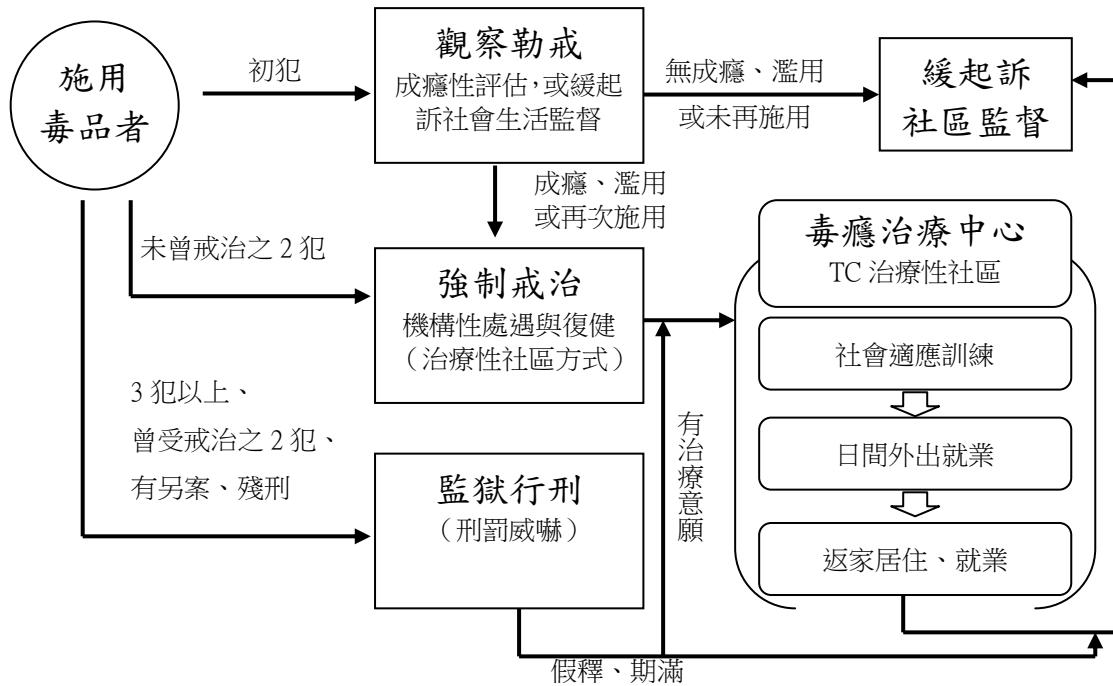 施用
毒品者
初犯
觀察勒戒
成癮性評估，或緩起
訴社會生活監督
無成癮、濫用
或未再施用
緩起訴
社區監督
成癮、濫用
或再次施用
未曾戒治之 2 犯
強制戒治
機構性處遇與復健
（治療性社區方式）
毒癮治療中心
TC 治療性社區
社會適應訓練
日間外出就業
返家居住、就業
3 犯以上、
曾受戒治之 2 犯、
有另案、殘刑
監獄行刑
（刑罰威嚇）
有治療意願
假釋、期滿